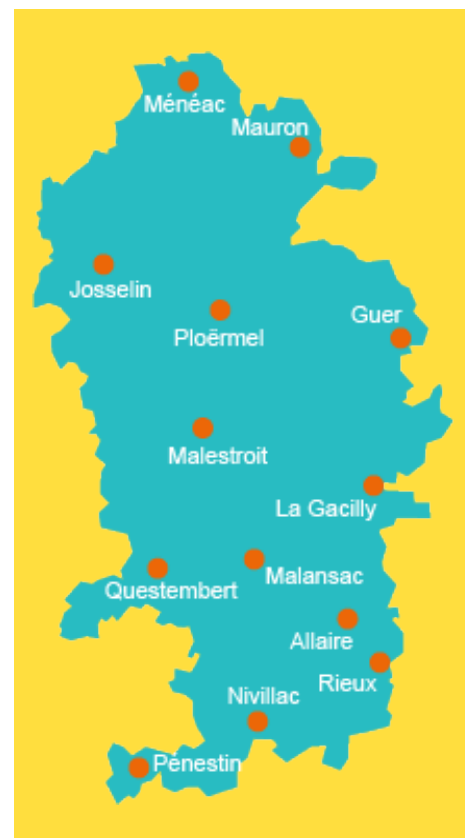 Ménéac
Mauron
Josselin
Guer
Ploërmel
Malestroit
La Gacilly
Malansac
Questembert
Allaire
Rieux
Nivillac
Pénestin